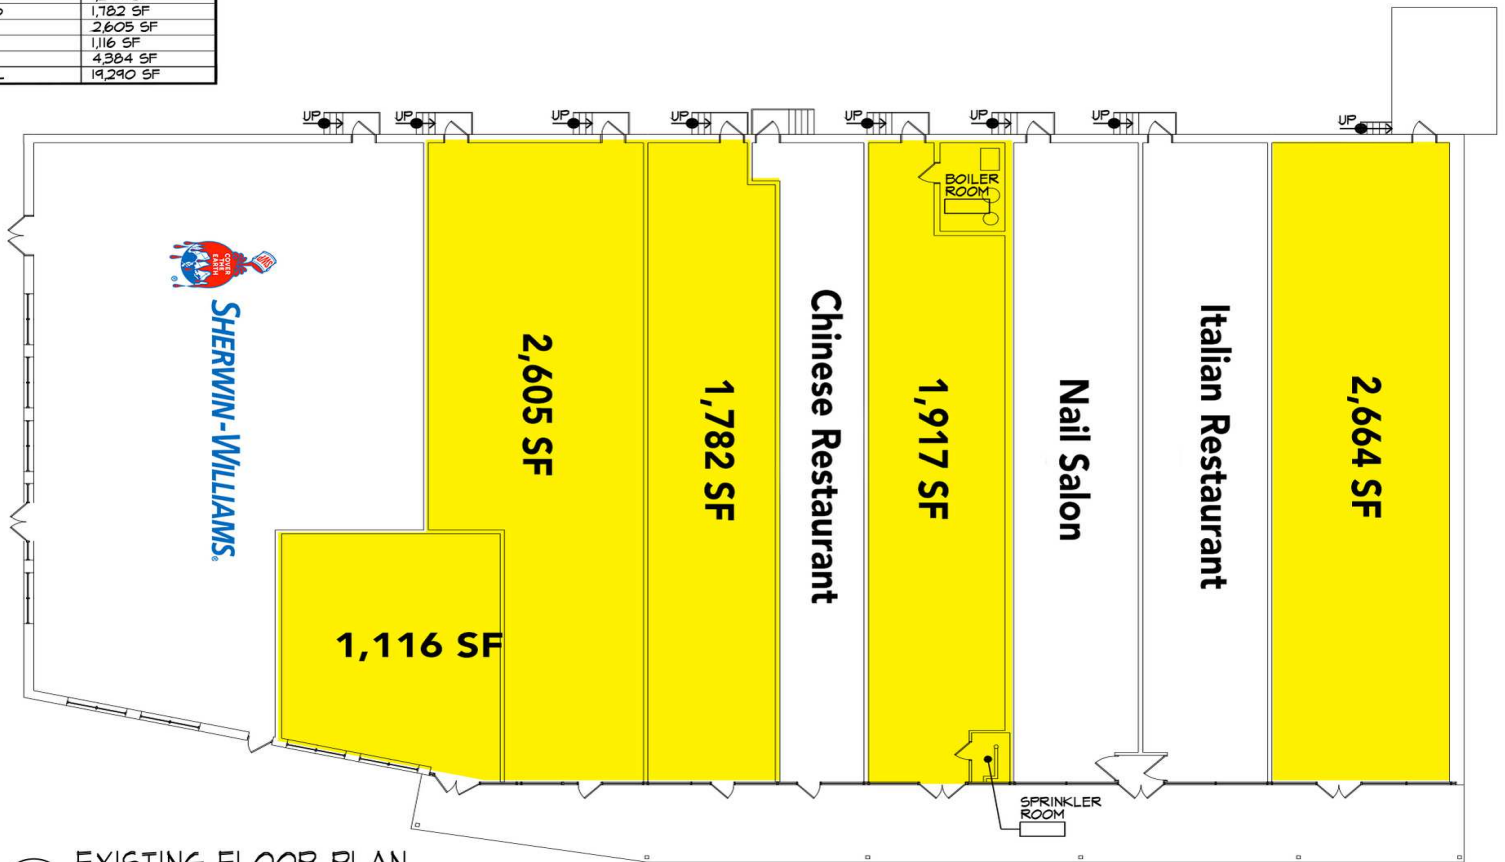 1,782 SF
2,605 SF
1,116 SF
4,384 SF
19,290 SF
UP
UP
UP
UP
UP
UP
UP
UP
BOILER
ROOM
COVER
THE
EARTH
SWP
®
SHERWIN-WILLIAMS®
2,605 SF
1,782 SF
Chinese Restaurant
1,917 SF
Nail Salon
Italian Restaurant
2,664 SF
1,116 SF
SPRINKLER
ROOM
EXISTING FLOOR PLAN